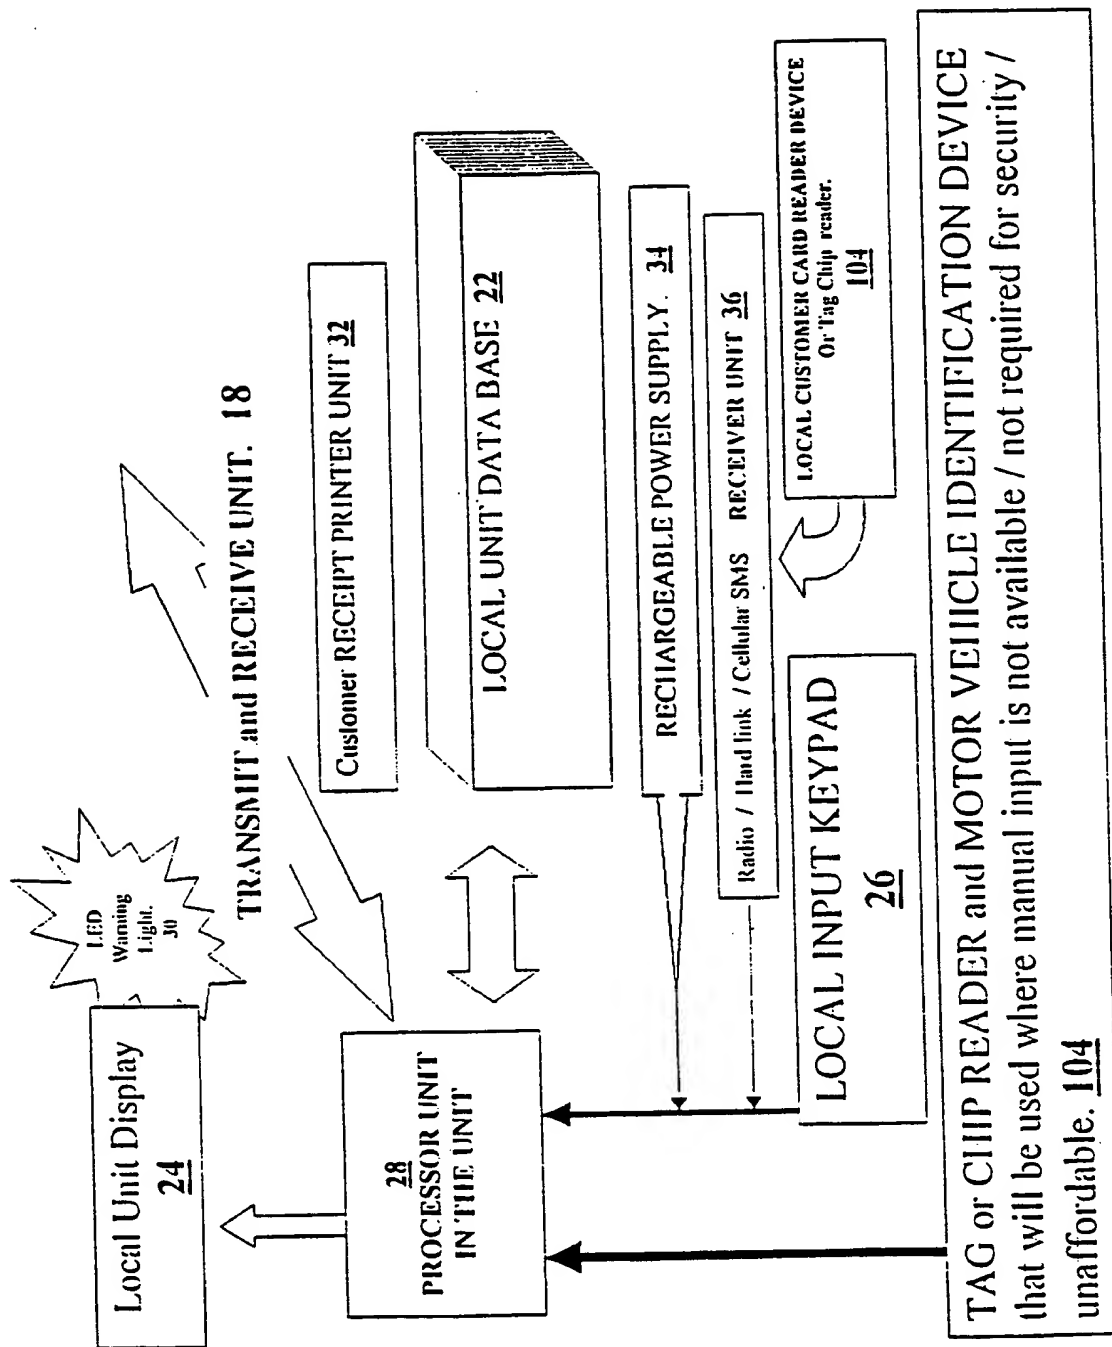 Local Unit Display
24
LED
Warning
Light.
30
TRANSMIT and RECEIVE UNIT. 18
28
PROCESSOR UNIT
IN THE UNIT
Customer RECEIPT PRINTER UNIT 32
LOCAL UNIT DATA BASE 22
RECHARGEABLE POWER SUPPLY. 34
Radio / Hard link / Cellular SMS RECEIVER UNIT 36
LOCAL INPUT KEYPAD
26
LOCAL CUSTOMER CARD READER DEVICE
Or Tag Chip reader.
104
TAG or CHIP READER and MOTOR VEHICLE IDENTIFICATION DEVICE
that will be used where manual input is not available / not required for security /
unaffordable. 104